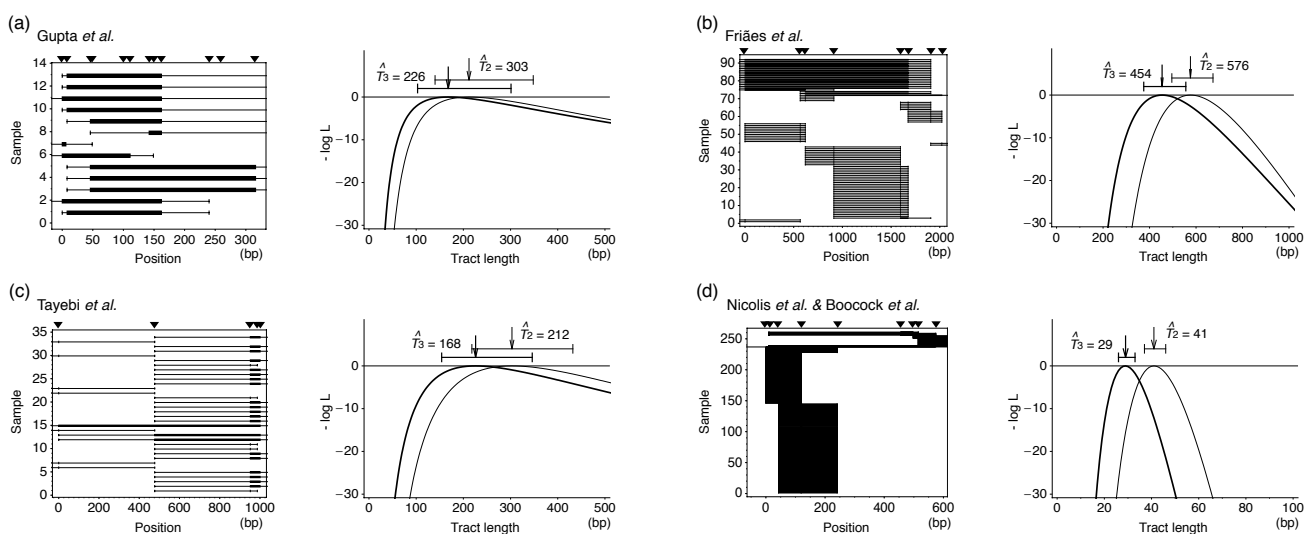 (a)
Gupta et al.
T̂3 = 226
T̂2 = 303
Sample
14
12
10
8
6
4
2
0
0 50 100 150 200 250 300
(bp)
Position
- log L
0
−10
−20
−30
0 100 200 300 400 500
(bp)
Tract length
(b)
Friães et al.
T̂3 = 454
T̂2 = 576
Sample
90
80
70
60
50
40
30
20
10
0
0 500 1000 1500 2000
(bp)
Position
- log L
0
−10
−20
−30
0 200 400 600 800 1000
(bp)
Tract length
(c)
Tayebi et al.
T̂3 = 168
T̂2 = 212
Sample
35
30
25
20
15
10
5
0
0 200 400 600 800 1000
(bp)
Position
- log L
0
−10
−20
−30
0 100 200 300 400 500
(bp)
Tract length
(d)
Nicolis et al. & Boocock et al.
T̂3 = 29
T̂2 = 41
Sample
250
200
150
100
50
0
0 200 400 600
(bp)
Position
- log L
0
−10
−20
−30
0 20 40 60 80 100
(bp)
Tract length